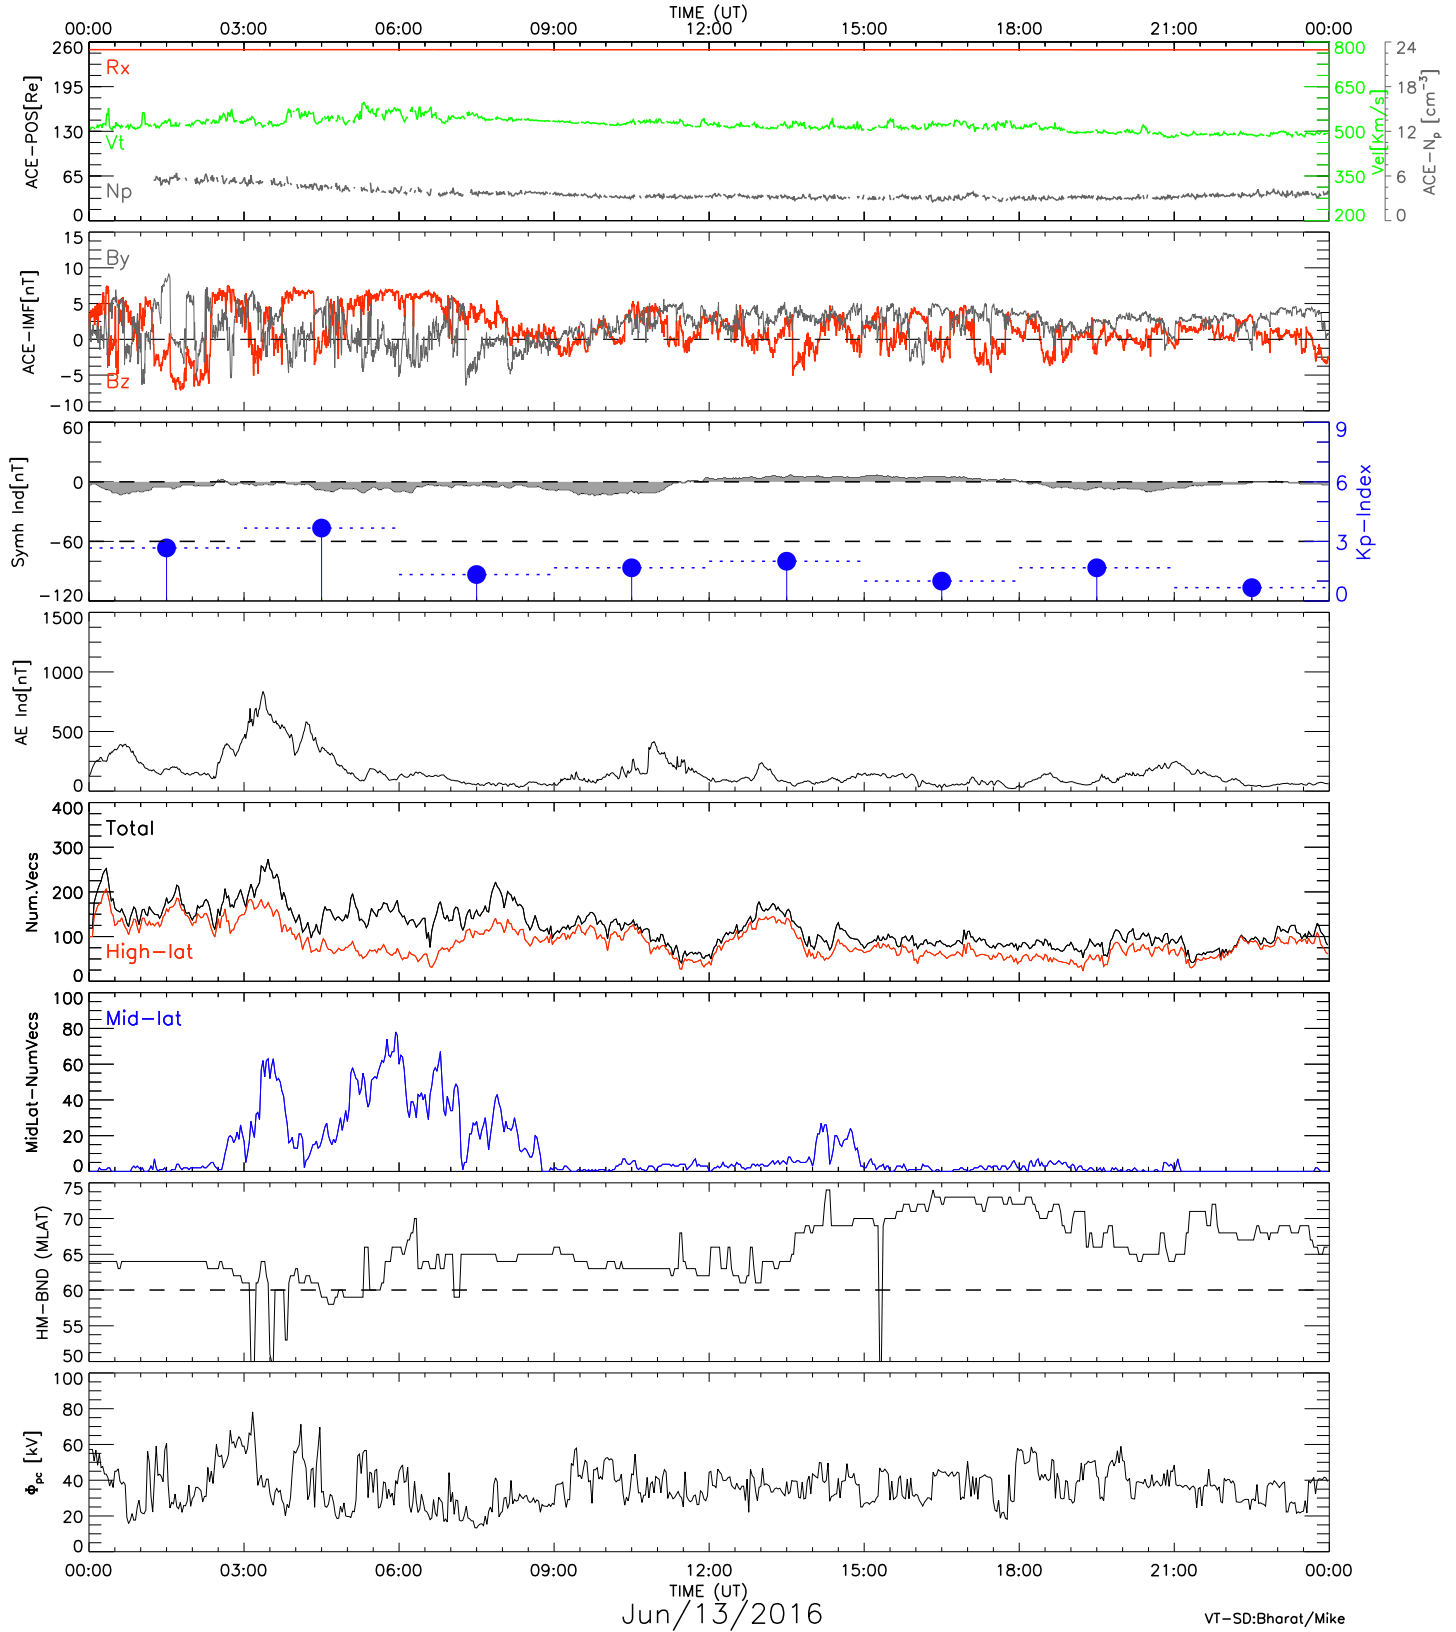 TIME (UT)
00:00 03:00 06:00 09:00 12:00 15:00 18:00 21:00 00:00
260 195 130 65 0
ACE-POS[Re]
Rx
Vt
Np
800 650 500 350 200
Vel[Km/s]
24 18 12 6 0
ACE-Np [cm-3]
15 10 5 0 -5 -10
ACE-IMF[nT]
By
Bz
60 0 -60 -120
Symh Ind[nT]
9 6 3 0
Kp-Index
1500 1000 500 0
AE Ind[nT]
400 300 200 100 0
Num.Vecs
Total
High-lat
100 80 60 40 20 0
MidLat-NumVecs
Mid-lat
75 70 65 60 55 50
HM-BND (MLAT)
100 80 60 40 20 0
Φpc [kV]
00:00 03:00 06:00 09:00 12:00 15:00 18:00 21:00 00:00
TIME (UT)
Jun/13/2016
VT-SD:Bharat/Mike